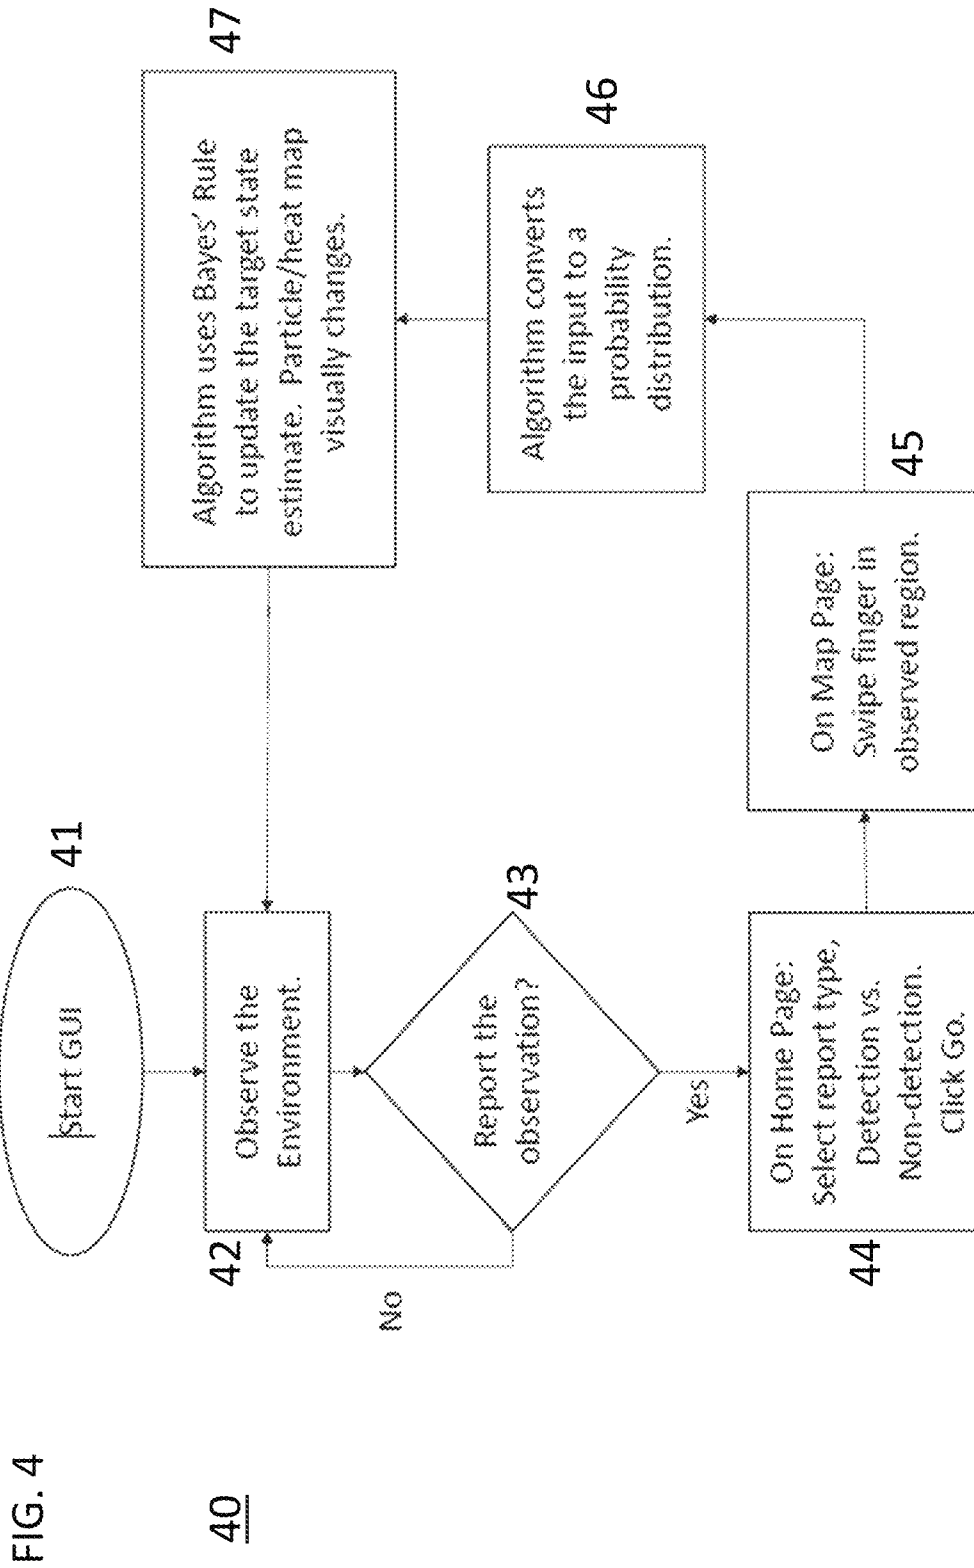 FIG. 4
40
Start GUI
41
Observe the
Environment.
42
Report the
observation?
43
No
Yes
On Home Page:
Select report type,
Detection vs.
Non-detection.
Click Go.
44
On Map Page:
Swipe finger in
observed region.
45
Algorithm converts
the input to a
probability
distribution.
46
Algorithm uses Bayes' Rule
to update the target state
estimate. Particle/heat map
visually changes.
47